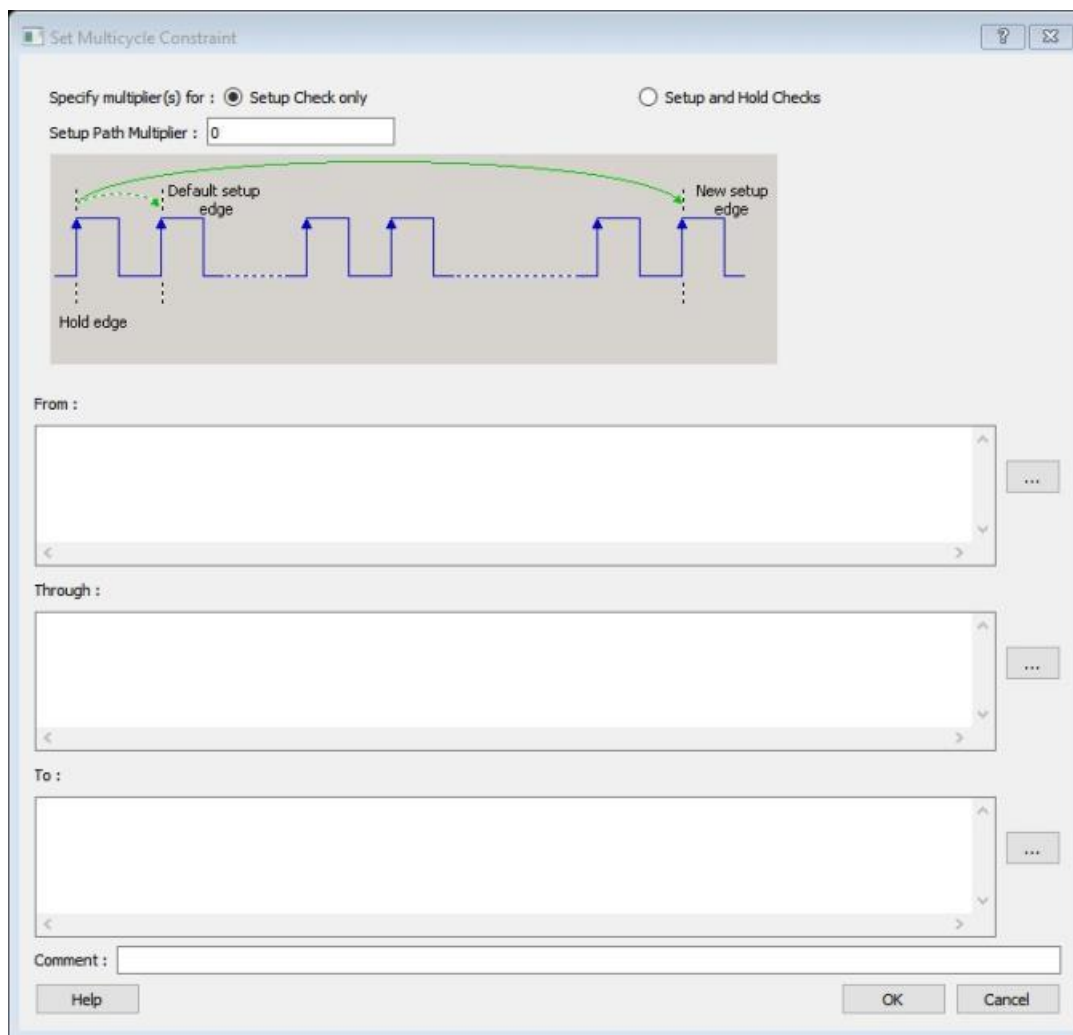 Set Multicycle Constraint
Specify multiplier(s) for : Setup Check only Setup and Hold Checks
Setup Path Multiplier : 0
Default setup
edge
New setup
edge
Hold edge
From :
...
Through :
...
To :
...
Comment :
Help OK Cancel